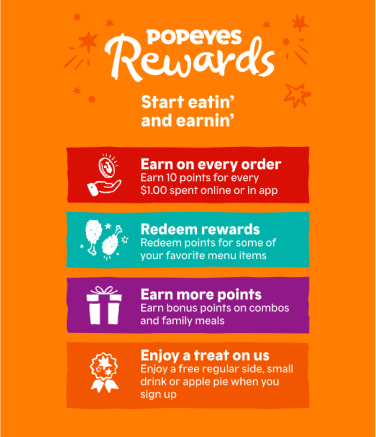 POPEYES
Rewards
Start eatin'
and earnin'
Earn on every order
Earn 10 points for every
$1.00 spent online or in app
Redeem rewards
Redeem points for some of
your favorite menu items
Earn more points
Earn bonus points on combos
and family meals
Enjoy a treat on us
Enjoy a free regular side, small
drink or apple pie when you
sign up